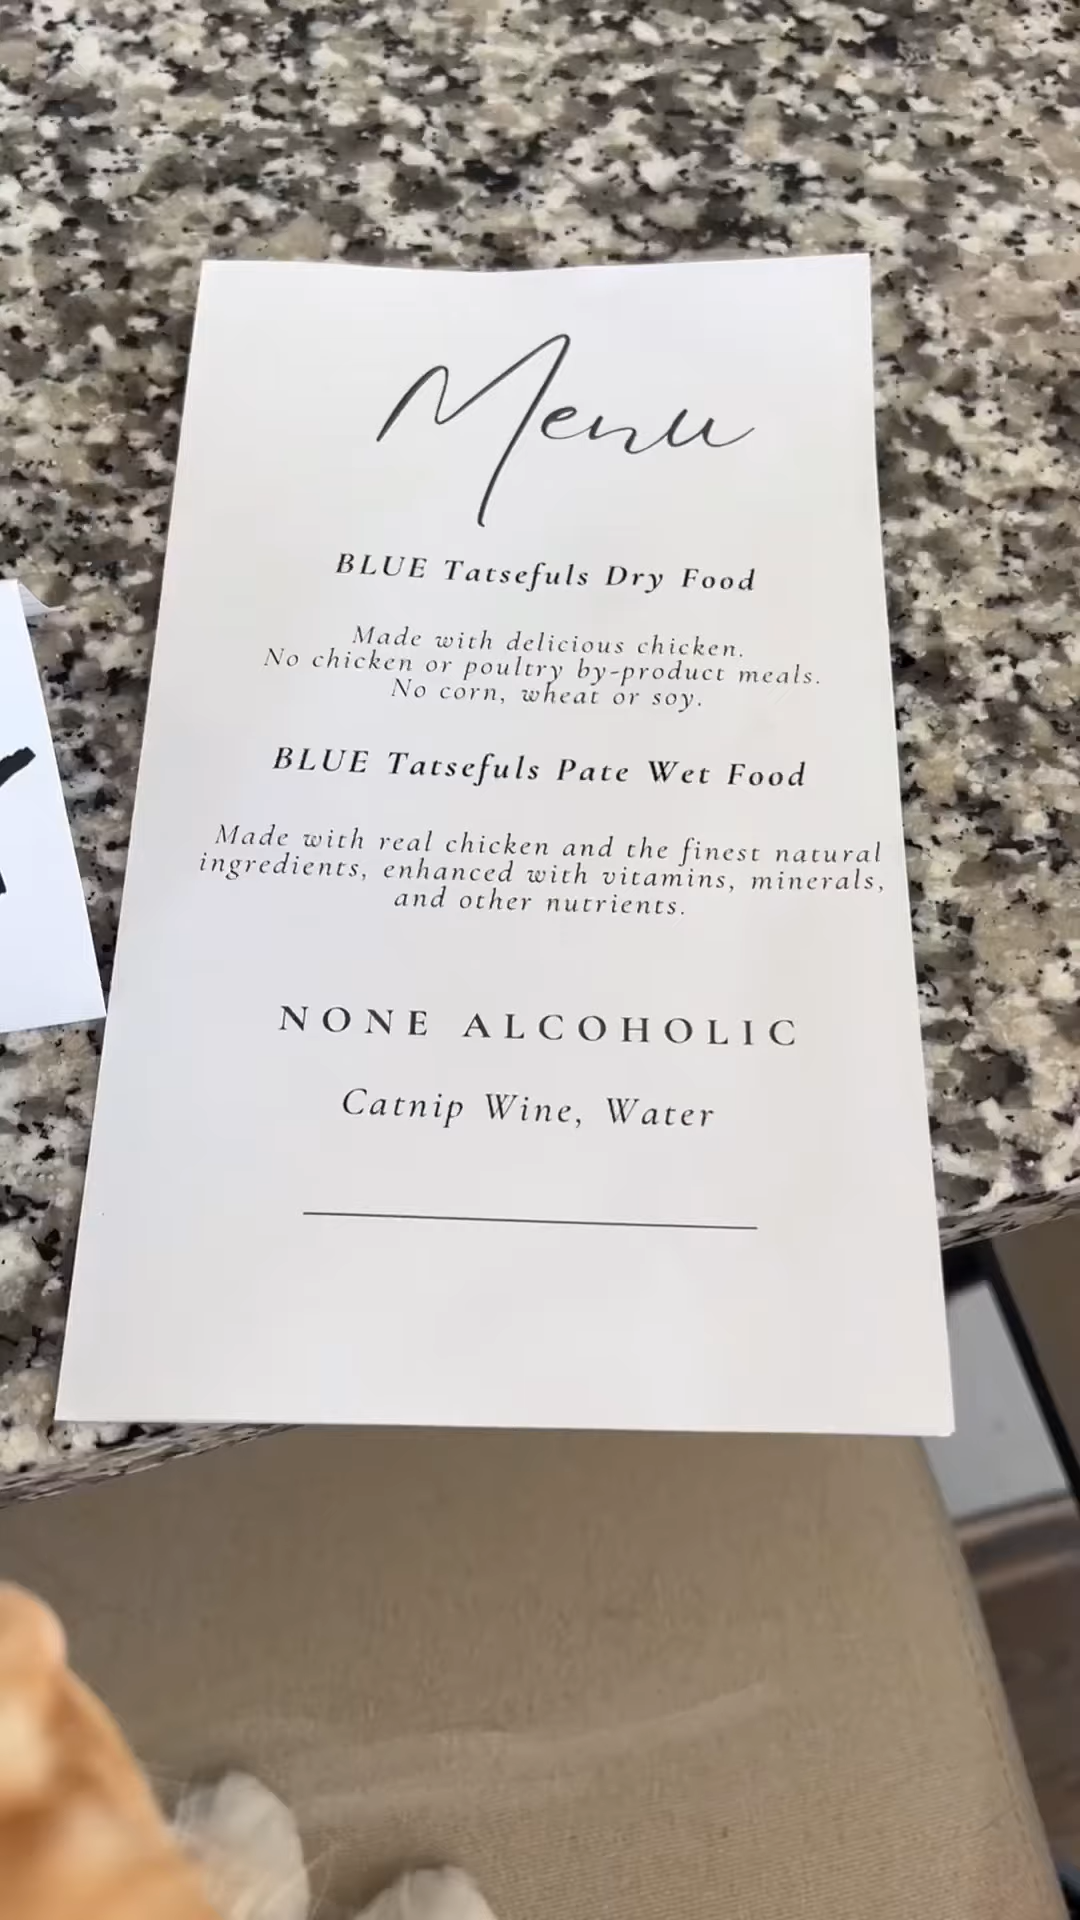 Menu
BLUE Tatsefuls Dry Food
Made with delicious chicken.
No chicken or poultry by-product meals.
No corn, wheat or soy.
BLUE Tatsefuls Pate Wet Food
Made with real chicken and the finest natural
ingredients, enhanced with vitamins, minerals,
and other nutrients.
NONE ALCOHOLIC
Catnip Wine, Water